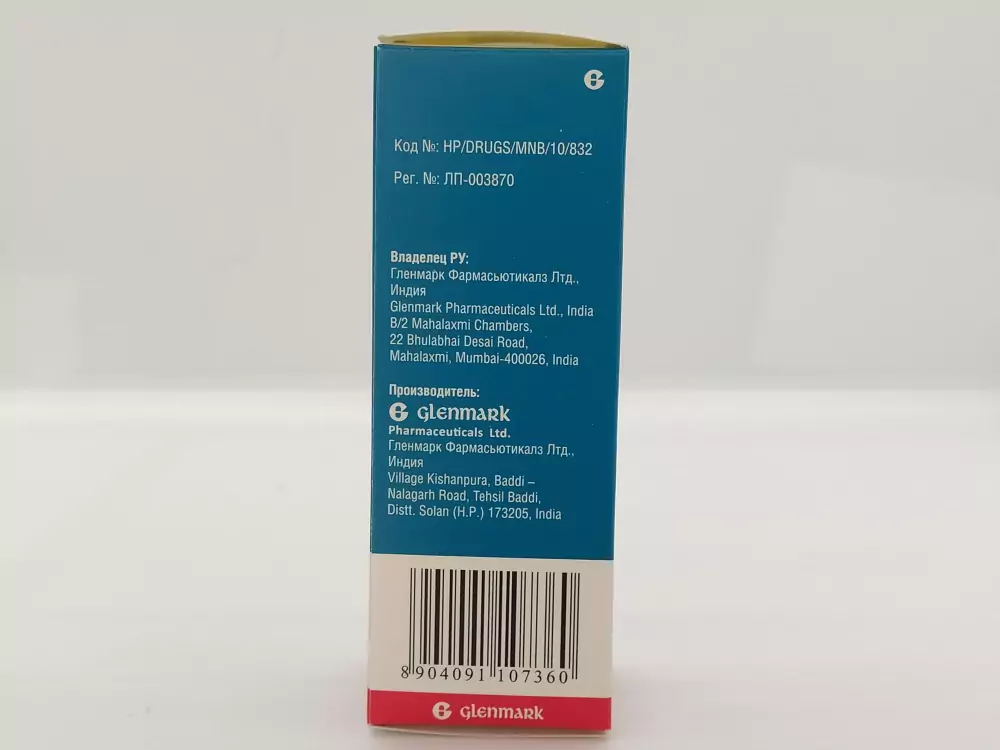 Код №: HP/DRUGS/MNB/10/832
Рег. №: ЛП-003870
Владелец РУ:
Гленмарк Фармасьютикалз Лтд.,
Индия
Glenmark Pharmaceuticals Ltd., India
B/2 Mahalaxmi Chambers,
22 Bhulabhai Desai Road,
Mahalaxmi, Mumbai-400026, India
Производитель:
glenmark
Pharmaceuticals Ltd.
Гленмарк Фармасьютикалз Лтд.,
Индия
Village Kishanpura, Baddi –
Nalagarh Road, Tehsil Baddi,
Distt. Solan (H.P.) 173205, India
8 904091 107360
glenmark